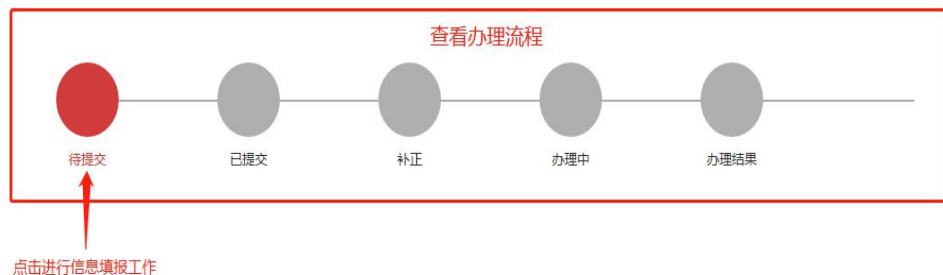 查看办理流程
待提交
已提交
补正
办理中
办理结果
点击进行信息填报工作